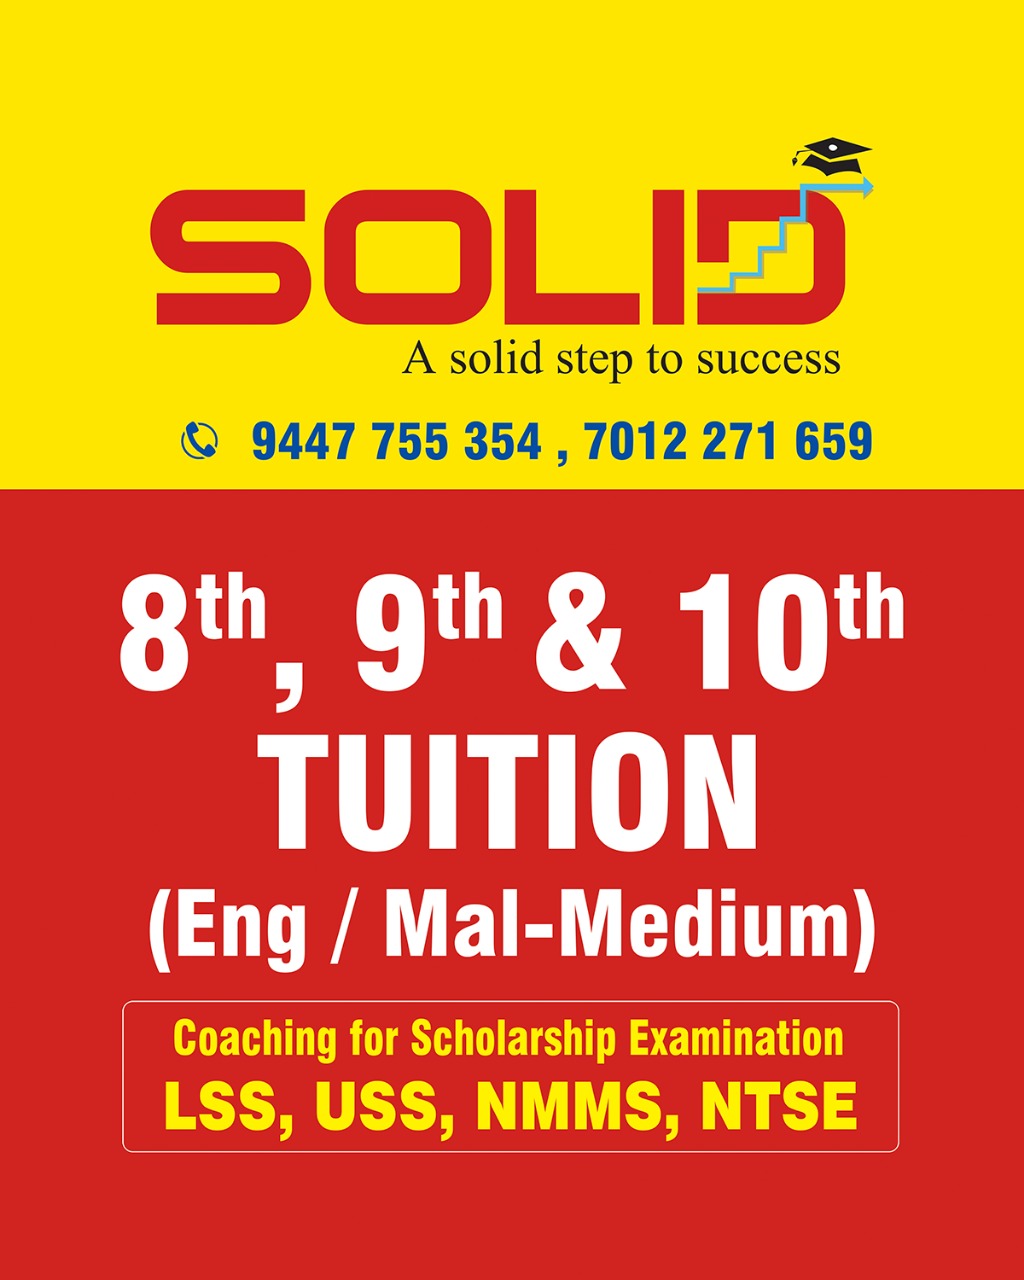 SOLID
A solid step to success
9447 755 354 , 7012 271 659
8th, 9th & 10th
TUITION
(Eng / Mal-Medium)
Coaching for Scholarship Examination
LSS, USS, NMMS, NTSE